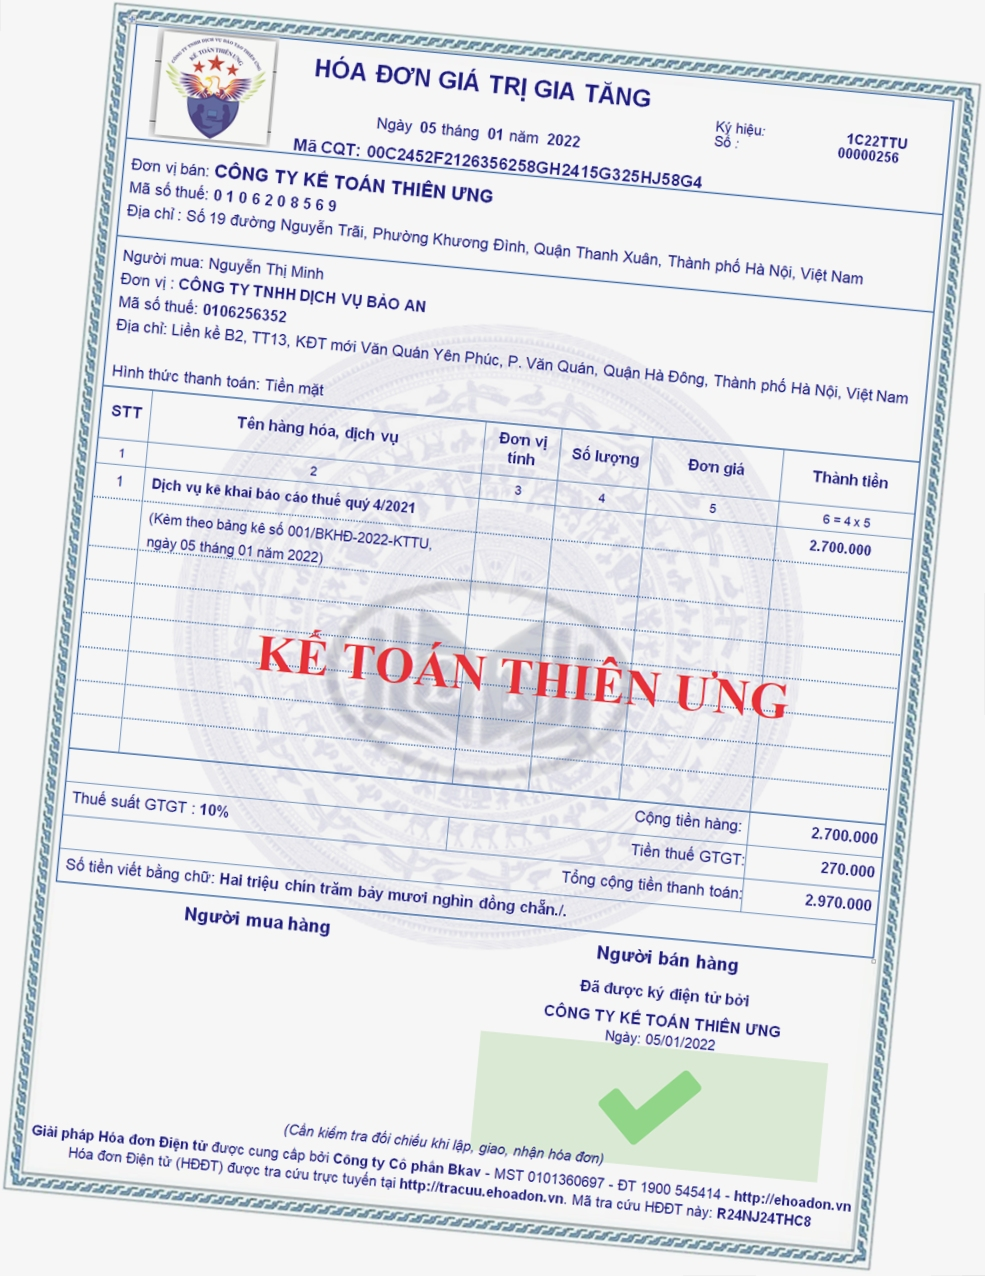 CÔNG TY TNHH DỊCH VỤ ĐÀO TẠO THIÊN ƯNG
KẾ TOÁN THIÊN ƯNG
HÓA ĐƠN GIÁ TRỊ GIA TĂNG
Ngày 05 tháng 01 năm 2022
Ký hiệu: 1C22TTU
Số : 00000256
Mã CQT: 00C2452F2126356258GH2415G325HJ58G4
Đơn vị bán: CÔNG TY KẾ TOÁN THIÊN ƯNG
Mã số thuế: 0 1 0 6 2 0 8 5 6 9
Địa chỉ : Số 19 đường Nguyễn Trãi, Phường Khương Đình, Quận Thanh Xuân, Thành phố Hà Nội, Việt Nam
Người mua: Nguyễn Thị Minh
Đơn vị : CÔNG TY TNHH DỊCH VỤ BẢO AN
Mã số thuế: 0106256352
Địa chỉ: Liền kề B2, TT13, KĐT mới Văn Quán Yên Phúc, P. Văn Quán, Quận Hà Đông, Thành phố Hà Nội, Việt Nam
Hình thức thanh toán: Tiền mặt
STT Tên hàng hóa, dịch vụ Đơn vị tính Số lượng Đơn giá Thành tiền
1 2 3 4 5 6 = 4 x 5
1 Dịch vụ kê khai báo cáo thuế quý 4/2021 2.700.000
(Kèm theo bảng kê số 001/BKHĐ-2022-KTTU,
ngày 05 tháng 01 năm 2022)
KẾ TOÁN THIÊN ƯNG
Cộng tiền hàng: 2.700.000
Thuế suất GTGT : 10% Tiền thuế GTGT: 270.000
Tổng cộng tiền thanh toán: 2.970.000
Số tiền viết bằng chữ: Hai triệu chín trăm bảy mươi nghìn đồng chẵn./.
Người mua hàng
Người bán hàng
Đã được ký điện tử bởi
CÔNG TY KẾ TOÁN THIÊN ƯNG
Ngày: 05/01/2022
(Cần kiểm tra đối chiếu khi lập, giao, nhận hóa đơn)
Giải pháp Hóa đơn Điện tử được cung cấp bởi Công ty Cổ phần Bkav - MST 0101360697 - ĐT 1900 545414 - http://ehoadon.vn
Hóa đơn Điện tử (HĐĐT) được tra cứu trực tuyến tại http://tracuu.ehoadon.vn. Mã tra cứu HĐĐT này: R24NJ24THC8